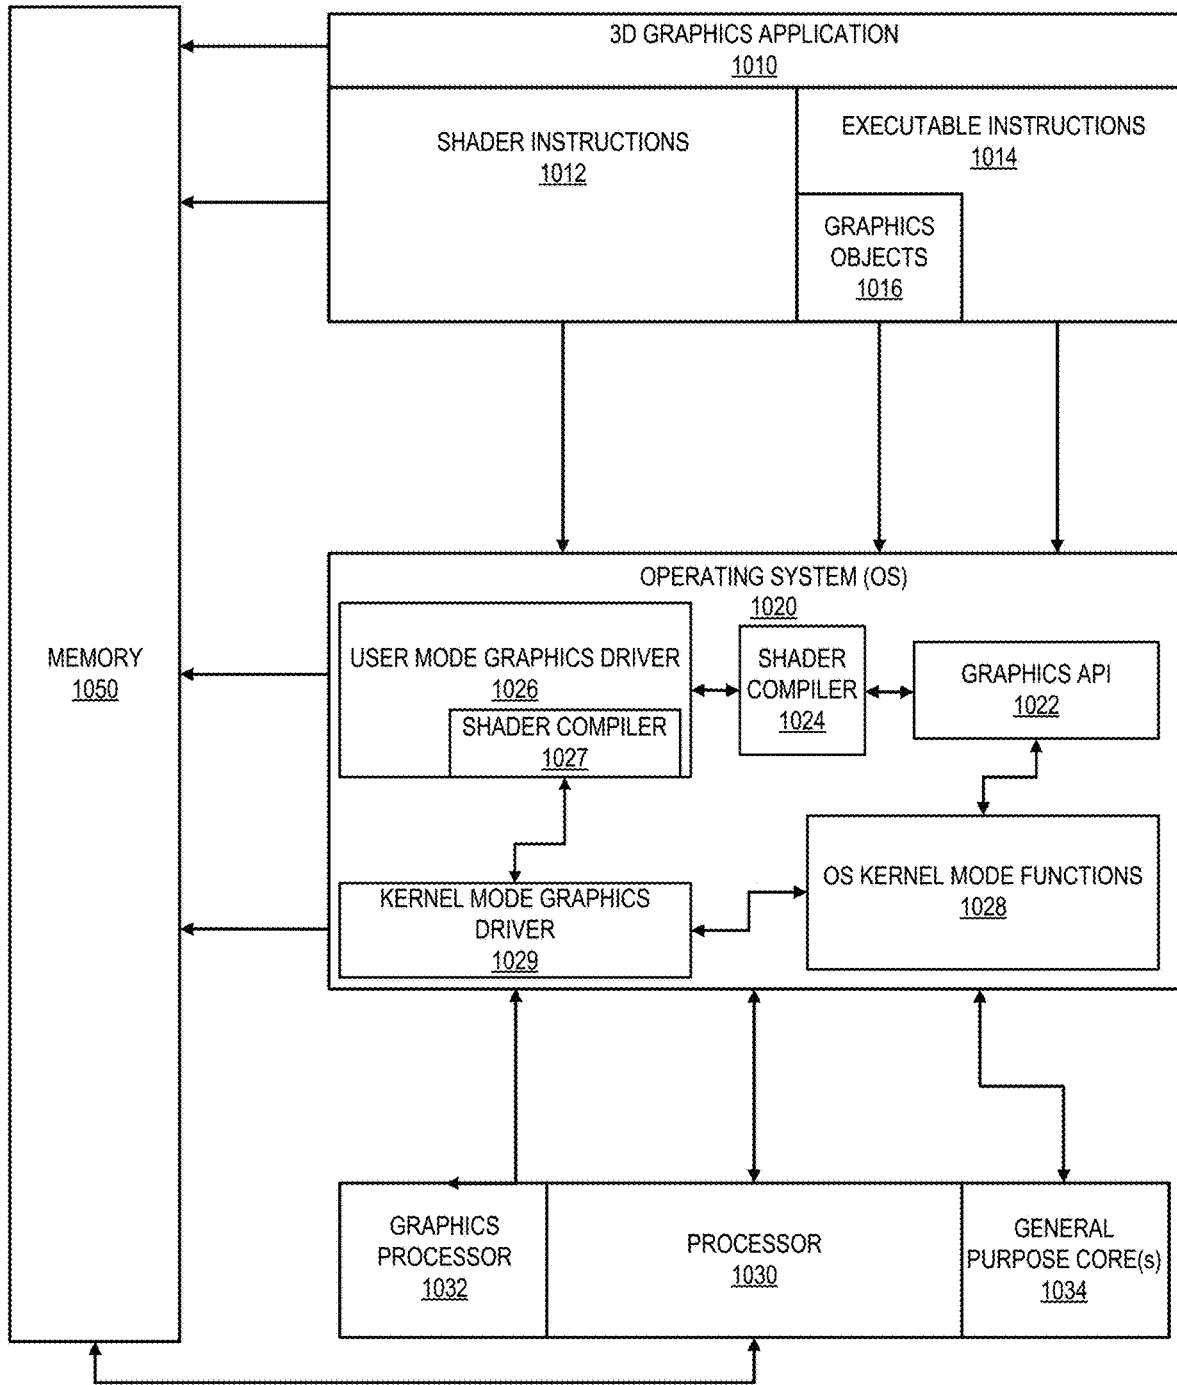 3D GRAPHICS APPLICATION
1010
SHADER INSTRUCTIONS
1012
EXECUTABLE INSTRUCTIONS
1014
GRAPHICS
OBJECTS
1016
MEMORY
1050
OPERATING SYSTEM (OS)
1020
USER MODE GRAPHICS DRIVER
1026
SHADER COMPILER
1027
SHADER
COMPILER
1024
GRAPHICS API
1022
KERNEL MODE GRAPHICS
DRIVER
1029
OS KERNEL MODE FUNCTIONS
1028
GRAPHICS
PROCESSOR
1032
PROCESSOR
1030
GENERAL
PURPOSE CORE(s)
1034